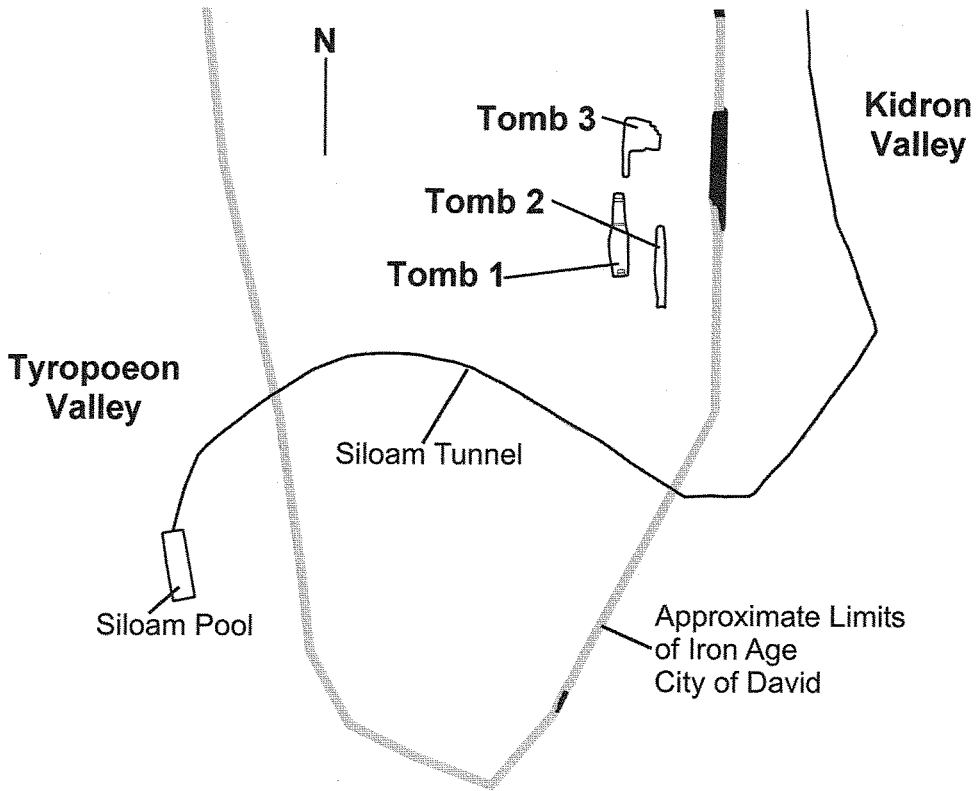 N
Kidron
Valley
Tomb 3
Tomb 2
Tomb 1
Tyropoeon
Valley
Siloam Tunnel
Siloam Pool
Approximate Limits
of Iron Age
City of David